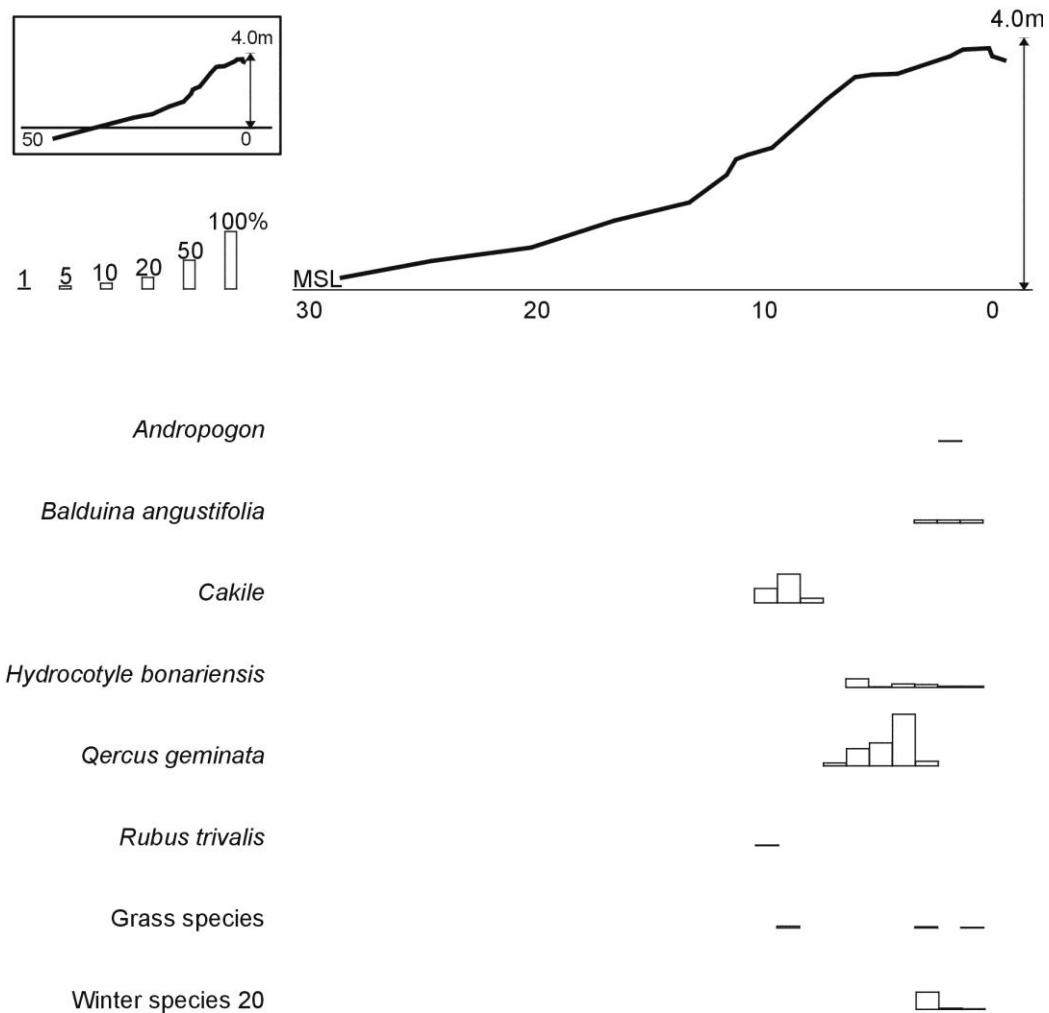 4.0m
50 0
4.0m
1 5 10 20 50 100%
MSL
30 20 10 0
Andropogon
Balduina angustifolia
Cakile
Hydrocotyle bonariensis
Qercus geminata
Rubus trivalis
Grass species
Winter species 20